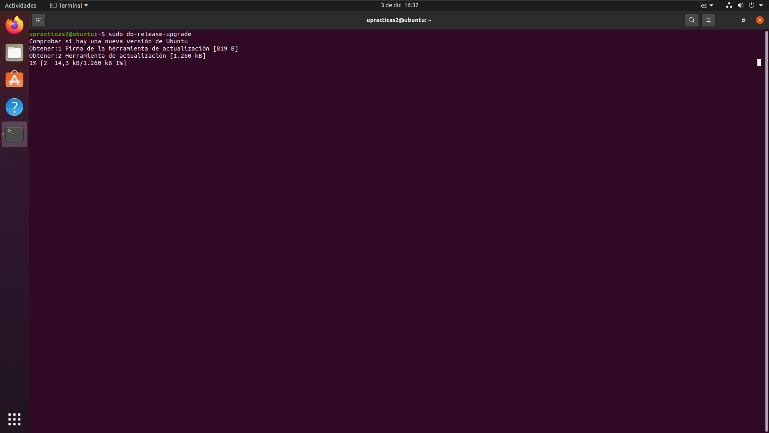 Actividades
Terminal
3 de dic 16:32
es
upracticas2@ubuntu: ~
upracticas2@ubuntu:~$ sudo do-release-upgrade
Comprobar si hay una nueva versión de Ubuntu
Obtener:1 Firma de la herramienta de actualización [819 B]
Obtener:2 Herramienta de actualización [1.260 kB]
1% [2  14,3 kB/1.260 kB 1%]